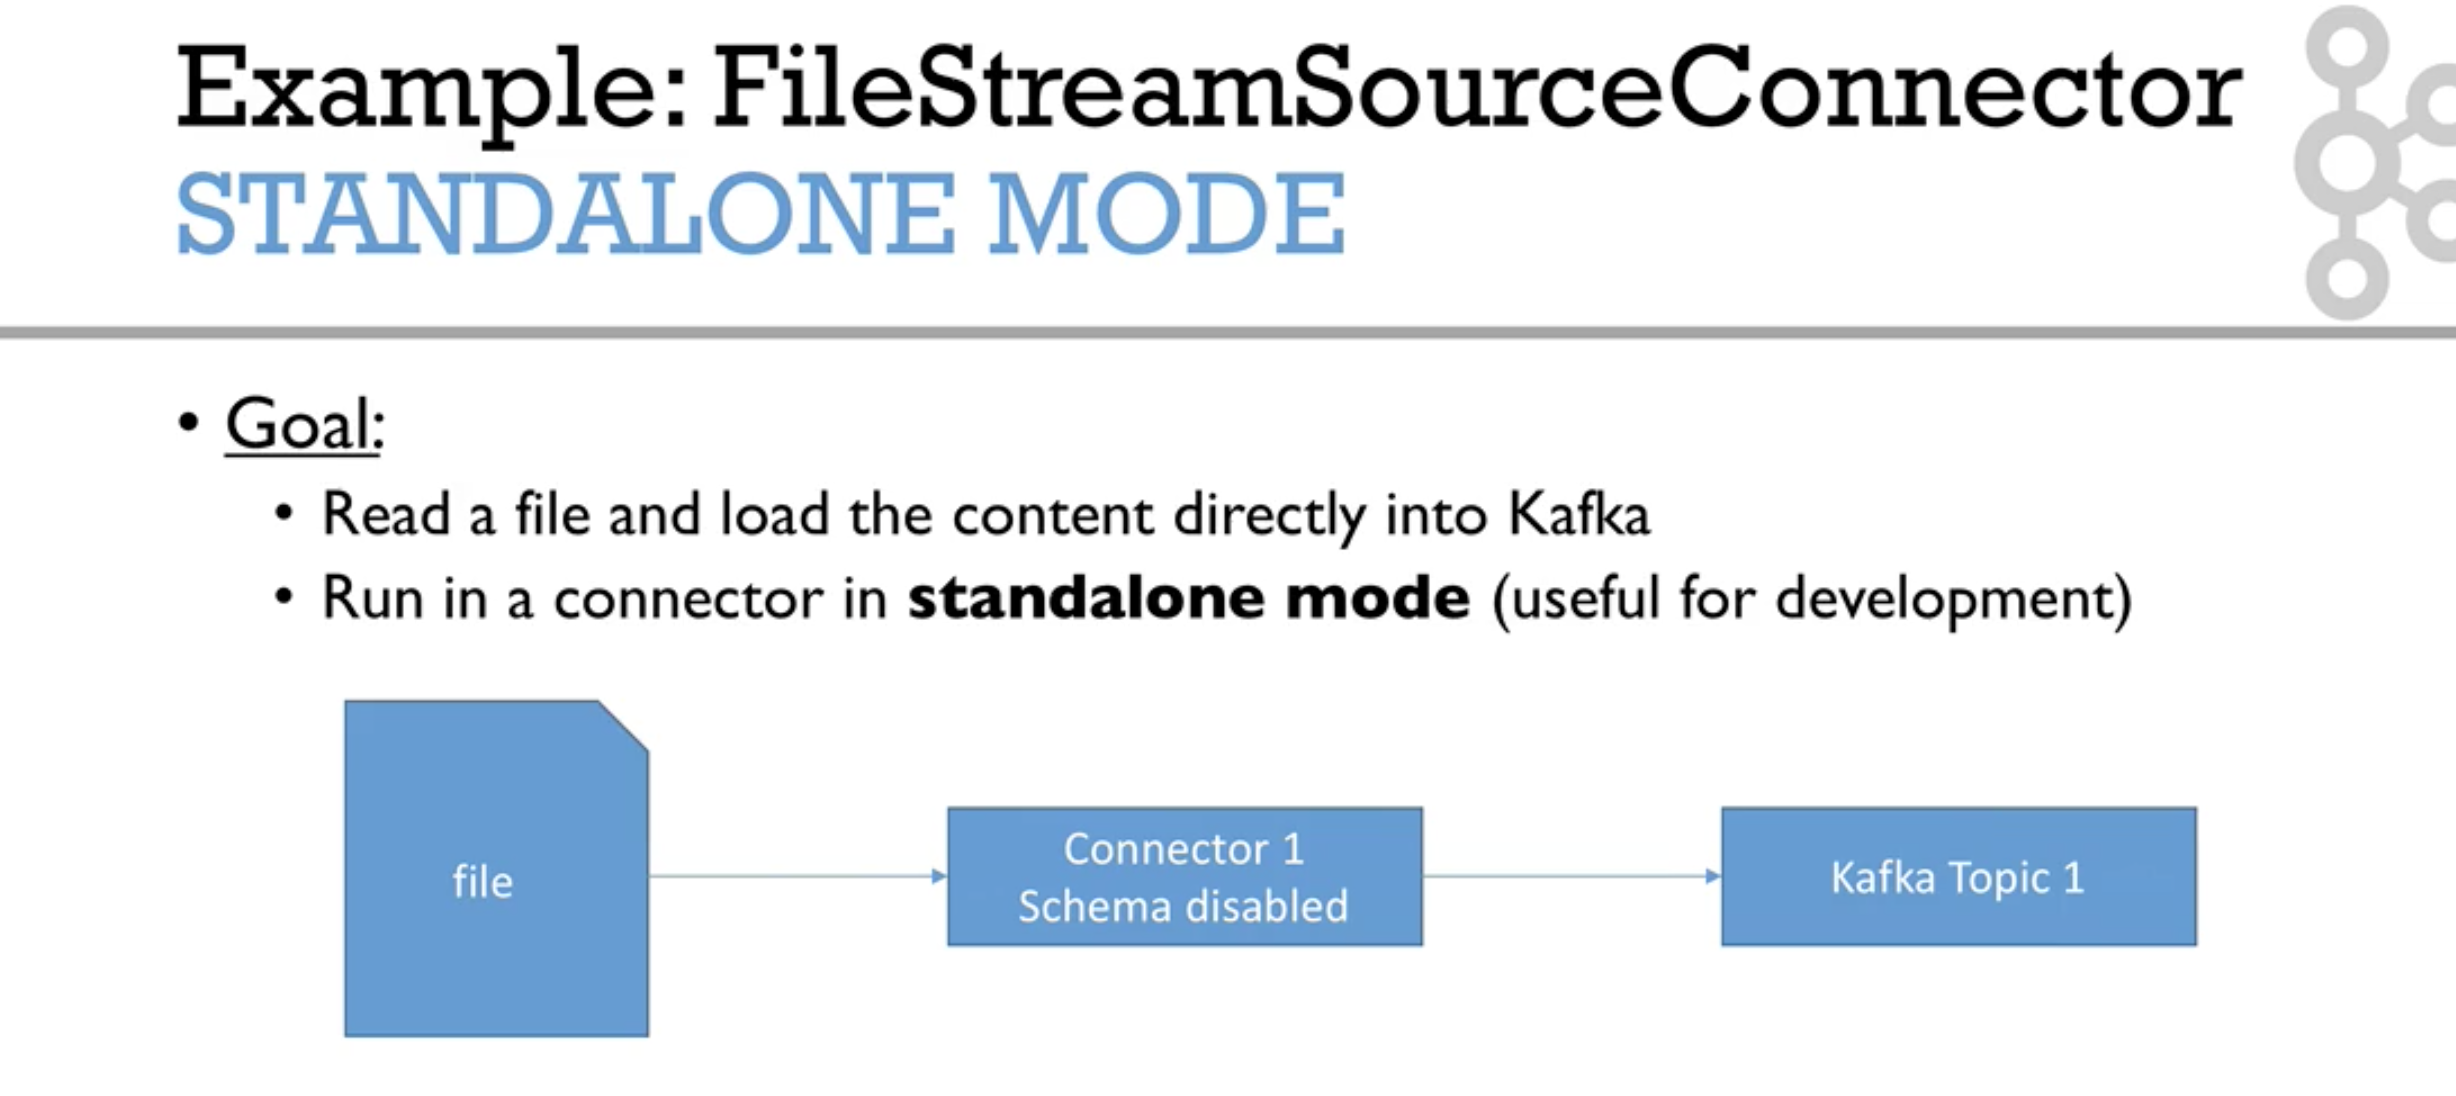 Example: FileStreamSourceConnector
STANDALONE MODE
• Goal:
• Read a file and load the content directly into Kafka
• Run in a connector in standalone mode (useful for development)
file
Connector 1
Schema disabled
Kafka Topic 1